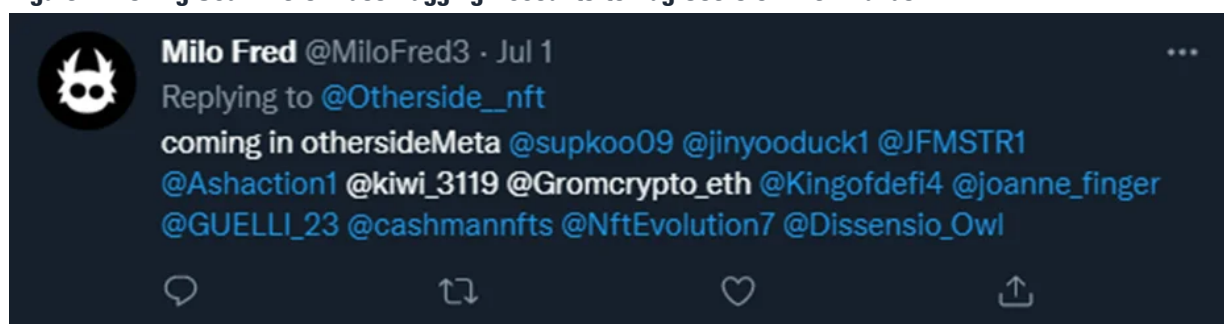 Milo Fred @MiloFred3 · Jul 1
Replying to @Otherside__nft
coming in othersideMeta @supkoo09 @jinyooduck1 @JFMSTR1
@Ashaction1 @kiwi_3119 @Gromcrypto_eth @Kingofdefi4 @joanne_finger
@GUELLI_23 @cashmannfts @NftEvolution7 @Dissensio_Owl